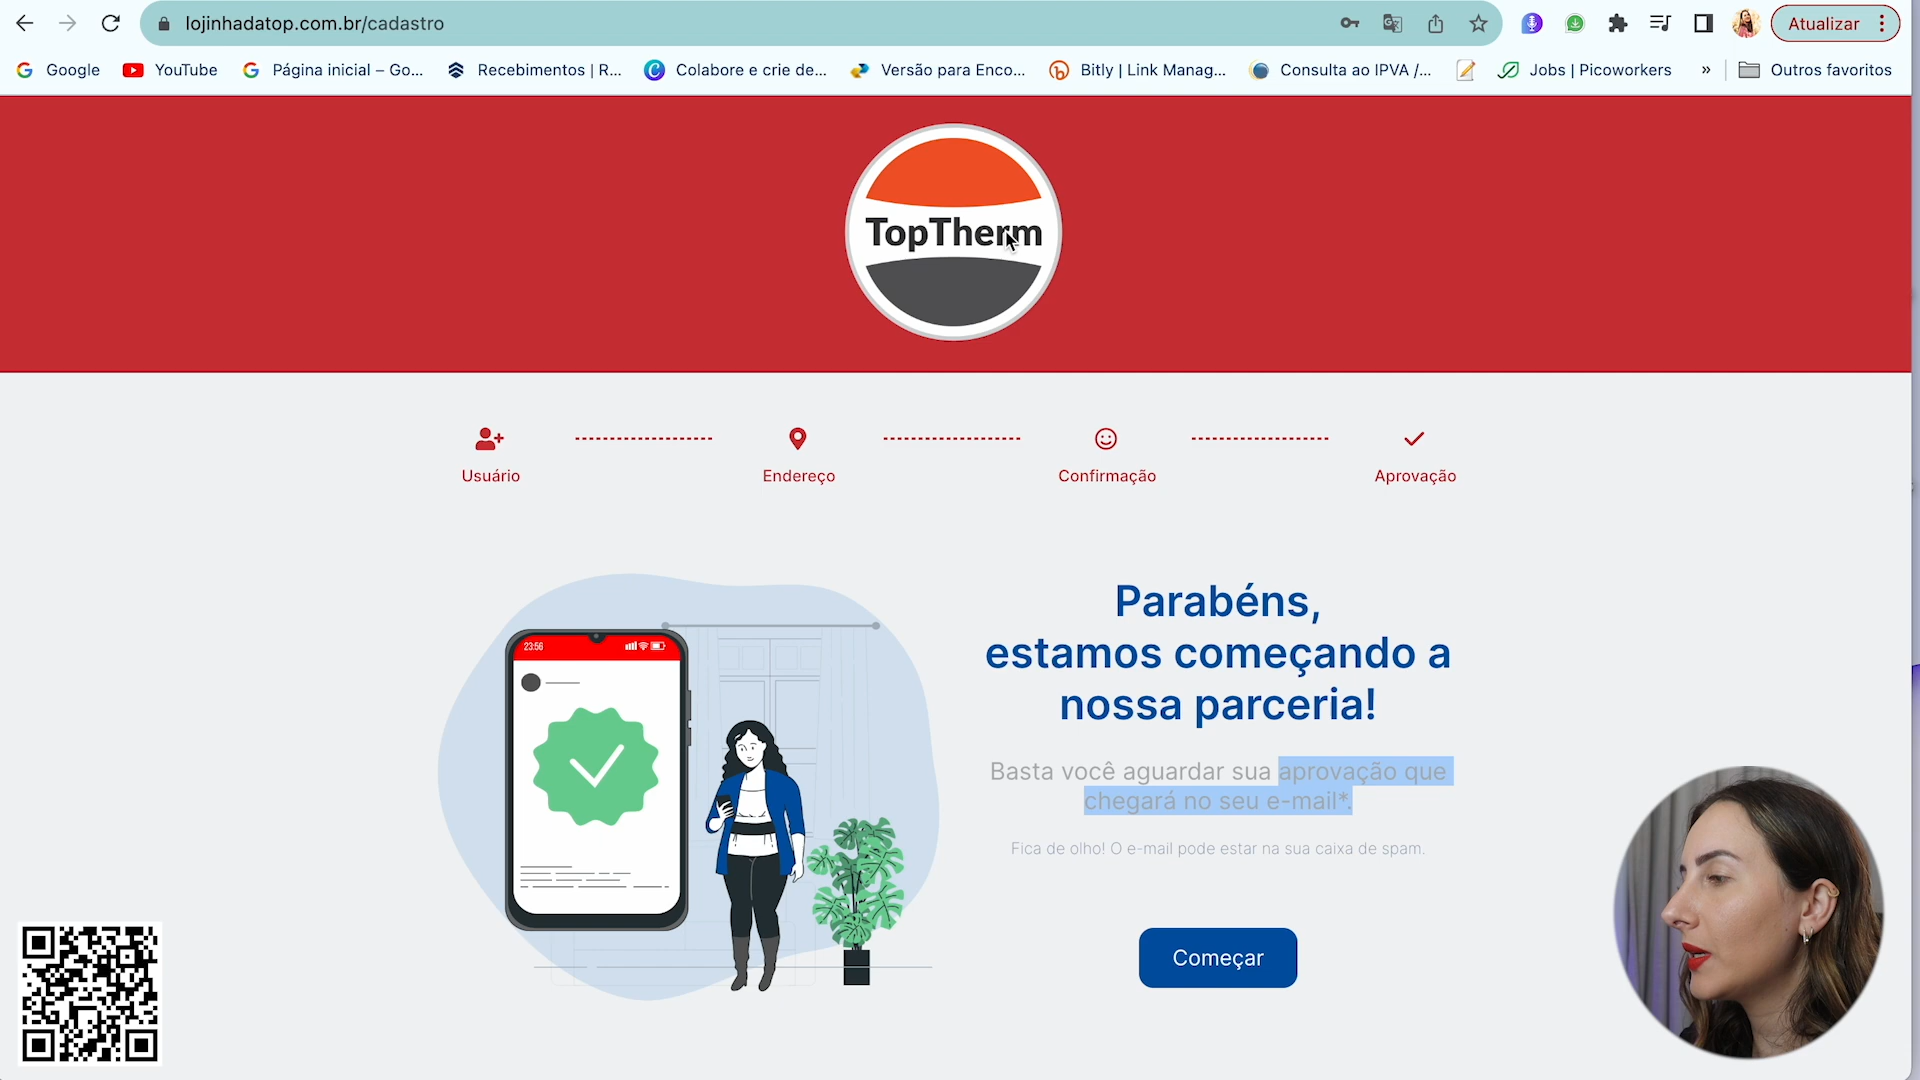 lojinhadatop.com.br/cadastro
Atualizar
Google
YouTube
Página inicial – Go...
Recebimentos | R...
Colabore e crie de...
Versão para Enco...
Bitly | Link Manag...
Consulta ao IPVA /...
Jobs | Picoworkers
»
Outros favoritos
TopTherm
Usuário
Endereço
Confirmação
Aprovação
23:56
Parabéns,
estamos começando a
nossa parceria!
Basta você aguardar sua aprovação que
chegará no seu e-mail*.
Fica de olho! O e-mail pode estar na sua caixa de spam.
Começar